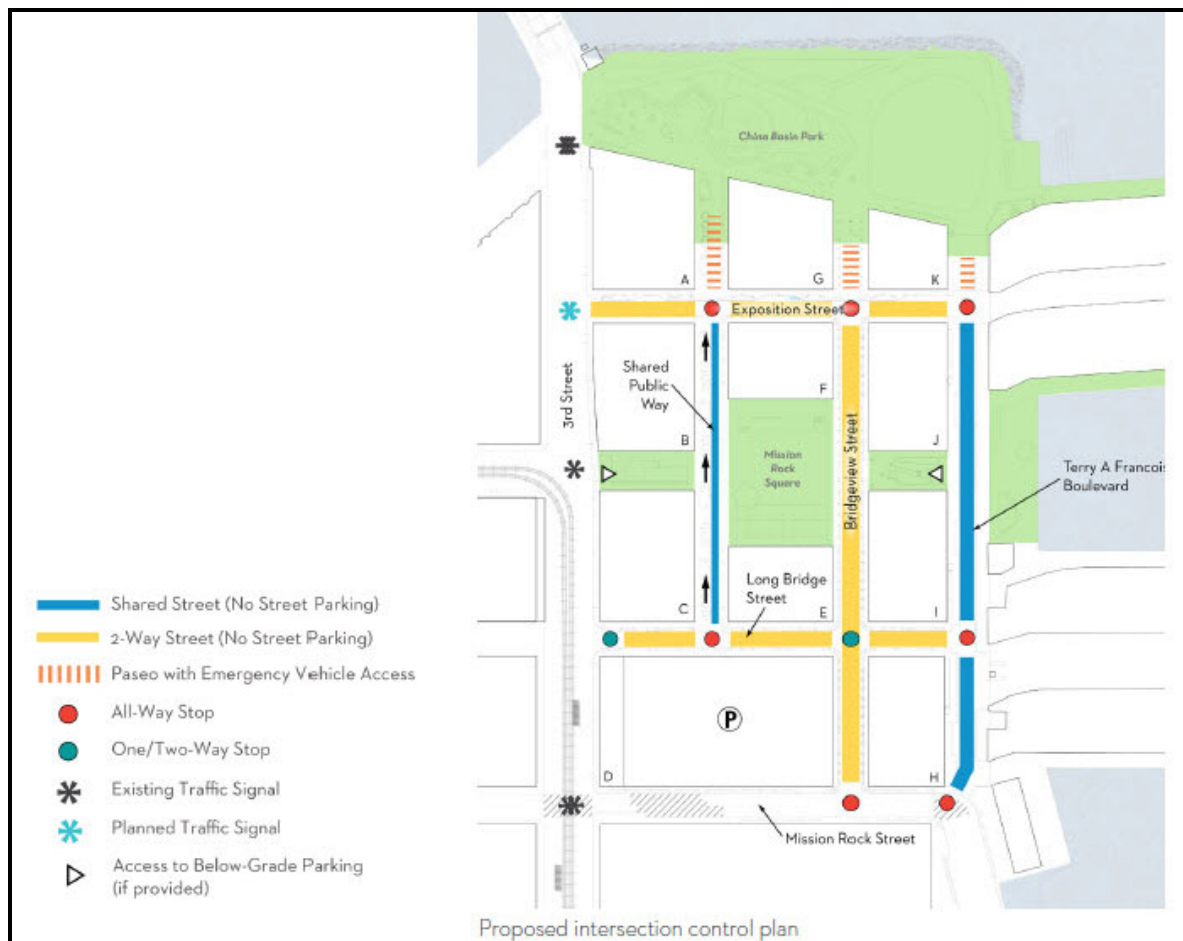 China Basin Park
A
G
K
Exposition Street
Shared
Public
Way
3rd Street
F
B
J
Mission
Rock
Square
Bridgeview Street
Terry A Francois
Boulevard
Long Bridge
Street
C
E
I
P
D
H
Mission Rock Street
Shared Street (No Street Parking)
2-Way Street (No Street Parking)
Paseo with Emergency Vehicle Access
All-Way Stop
One/Two-Way Stop
Existing Traffic Signal
Planned Traffic Signal
Access to Below-Grade Parking
(if provided)
Proposed intersection control plan